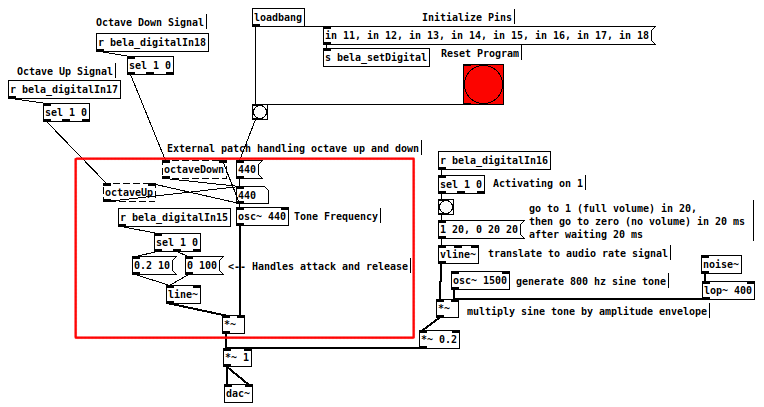 Octave Down Signal
loadbang
Initialize Pins
r bela_digitalIn18
in 11, in 12, in 13, in 14, in 15, in 16, in 17, in 18
s bela_setDigital
Reset Program
sel 1 0
Octave Up Signal
r bela_digitalIn17
sel 1 0
External patch handling octave up and down
octaveDown
440
octaveUp
440
r bela_digitalIn15
osc~ 440
Tone Frequency
sel 1 0
0.2 10
0 100
<-- Handles attack and release
line~
*~
*~ 1
dac~
r bela_digitalIn16
sel 1 0
Activating on 1
go to 1 (full volume) in 20,
then go to zero (no volume) in 20 ms
after waiting 20 ms
1 20, 0 20 20
vline~
translate to audio rate signal
noise~
osc~ 1500
generate 800 hz sine tone
lop~ 400
*~
multiply sine tone by amplitude envelope
*~ 0.2